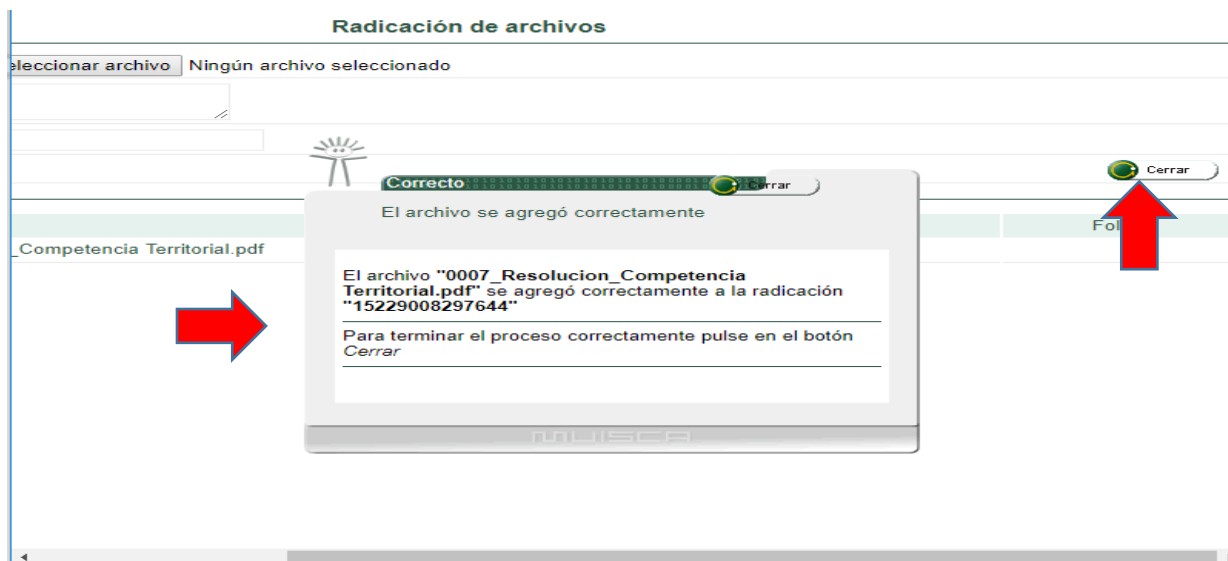 Radicación de archivos
eleccionar archivo Ningún archivo seleccionado
Cerrar
Correcto Cerrar
El archivo se agregó correctamente
Fol
_Competencia Territorial.pdf
El archivo "0007_Resolucion_Competencia
Territorial.pdf" se agregó correctamente a la radicación
"15229008297644"
Para terminar el proceso correctamente pulse en el botón
Cerrar
MUISCA